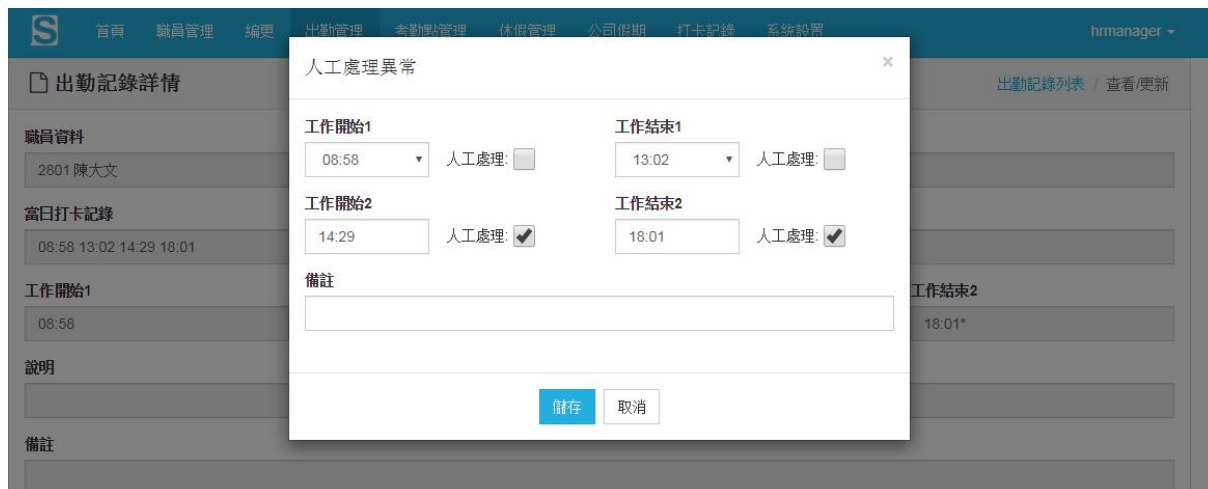 S 首頁 職員管理 編更 出勤管理 考勤點管理 休假管理 公司假期 打卡記錄 系統設置 hrmanager
出勤記錄詳情 出勤記錄列表 / 查看/更新
職員資料
2801 陳大文
當日打卡記錄
08:58 13:02 14:29 18:01
工作開始1 工作結束2
08:58 18:01*
說明
備註
人工處理異常 ×
工作開始1 工作結束1
08:58 人工處理: 13:02 人工處理:
工作開始2 工作結束2
14:29 人工處理: 18:01 人工處理:
備註
儲存 取消